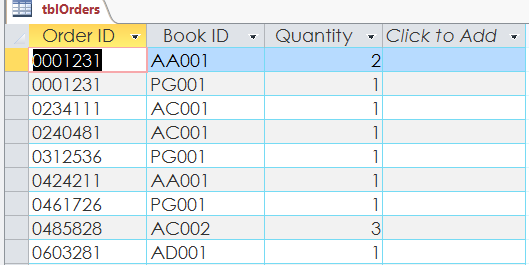 tblOrders
Order ID Book ID Quantity Click to Add
0001231 AA001 2
0001231 PG001 1
0234111 AC001 1
0240481 AC001 1
0312536 PG001 1
0424211 AA001 1
0461726 PG001 1
0485828 AC002 3
0603281 AD001 1